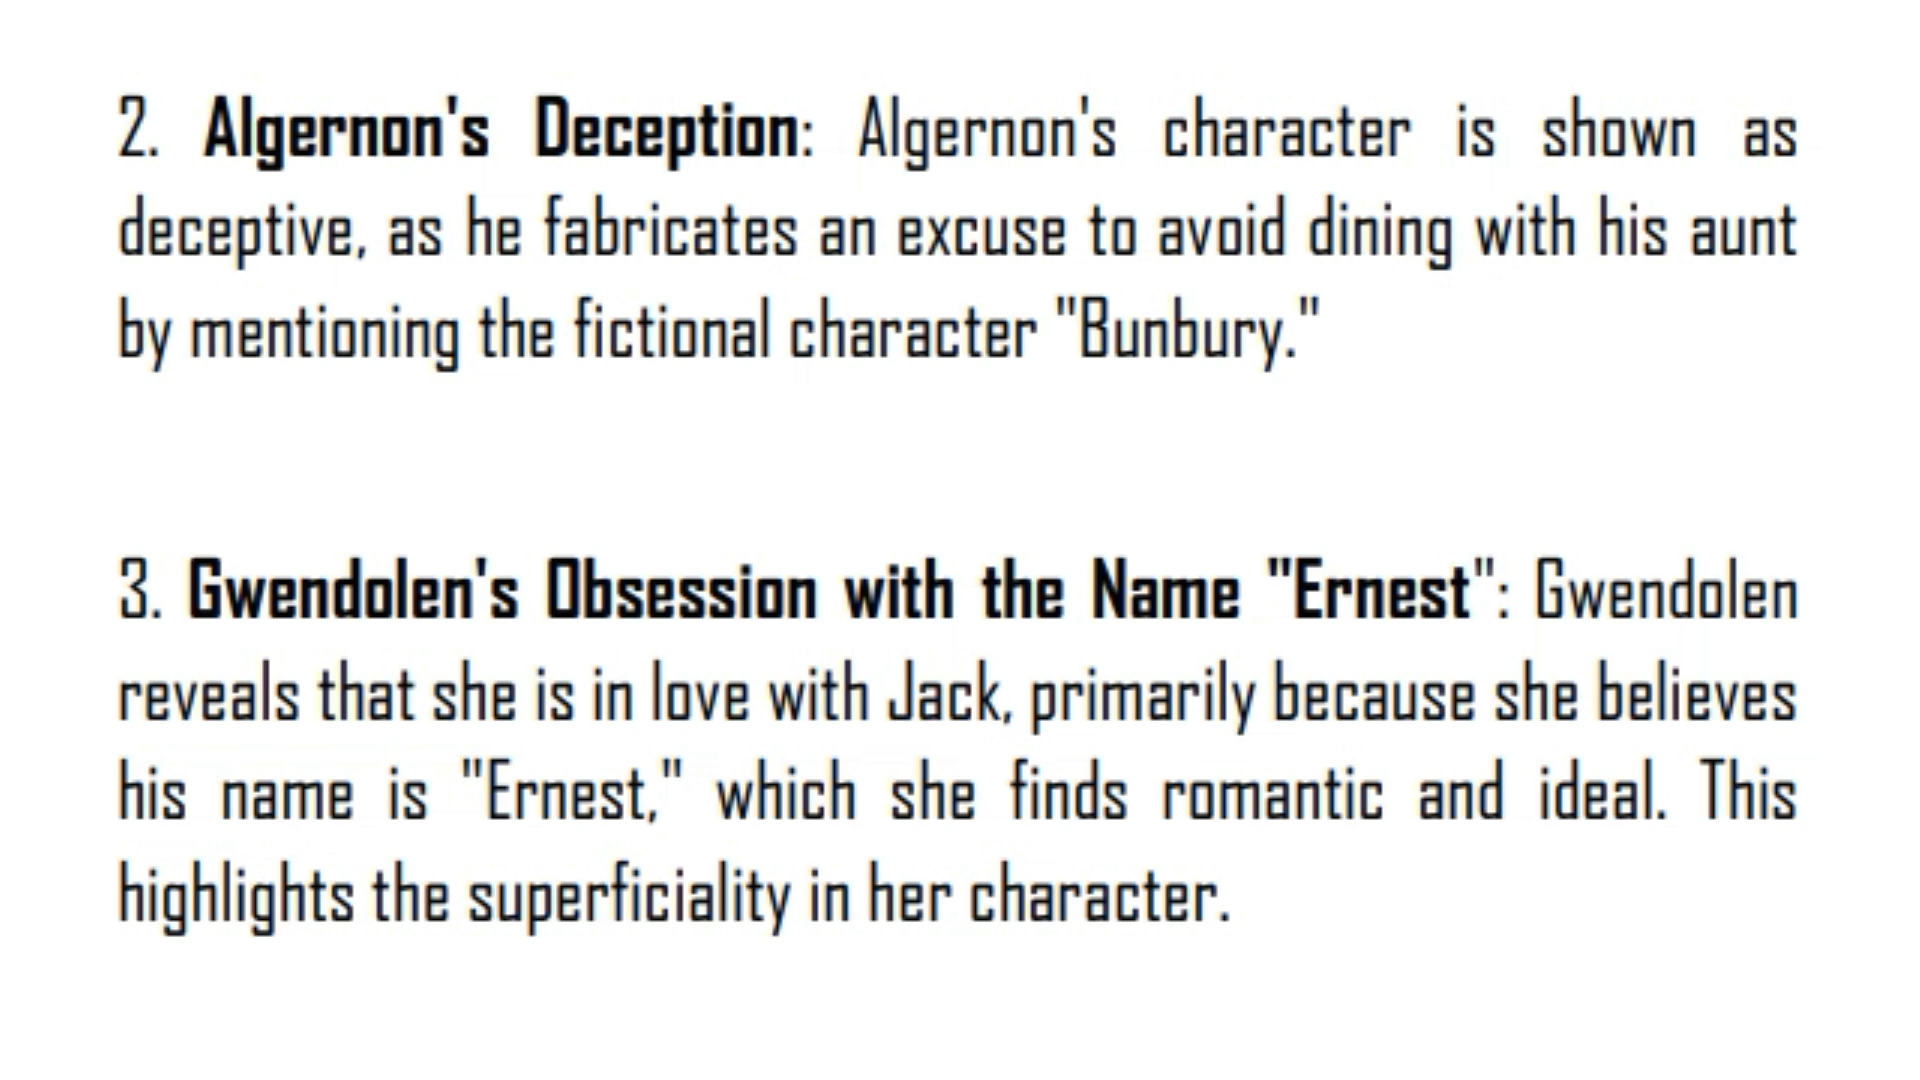 2. Algernon's Deception: Algernon's character is shown as
deceptive, as he fabricates an excuse to avoid dining with his aunt
by mentioning the fictional character "Bunbury."
3. Gwendolen's Obsession with the Name "Ernest": Gwendolen
reveals that she is in love with Jack, primarily because she believes
his name is "Ernest," which she finds romantic and ideal. This
highlights the superficiality in her character.